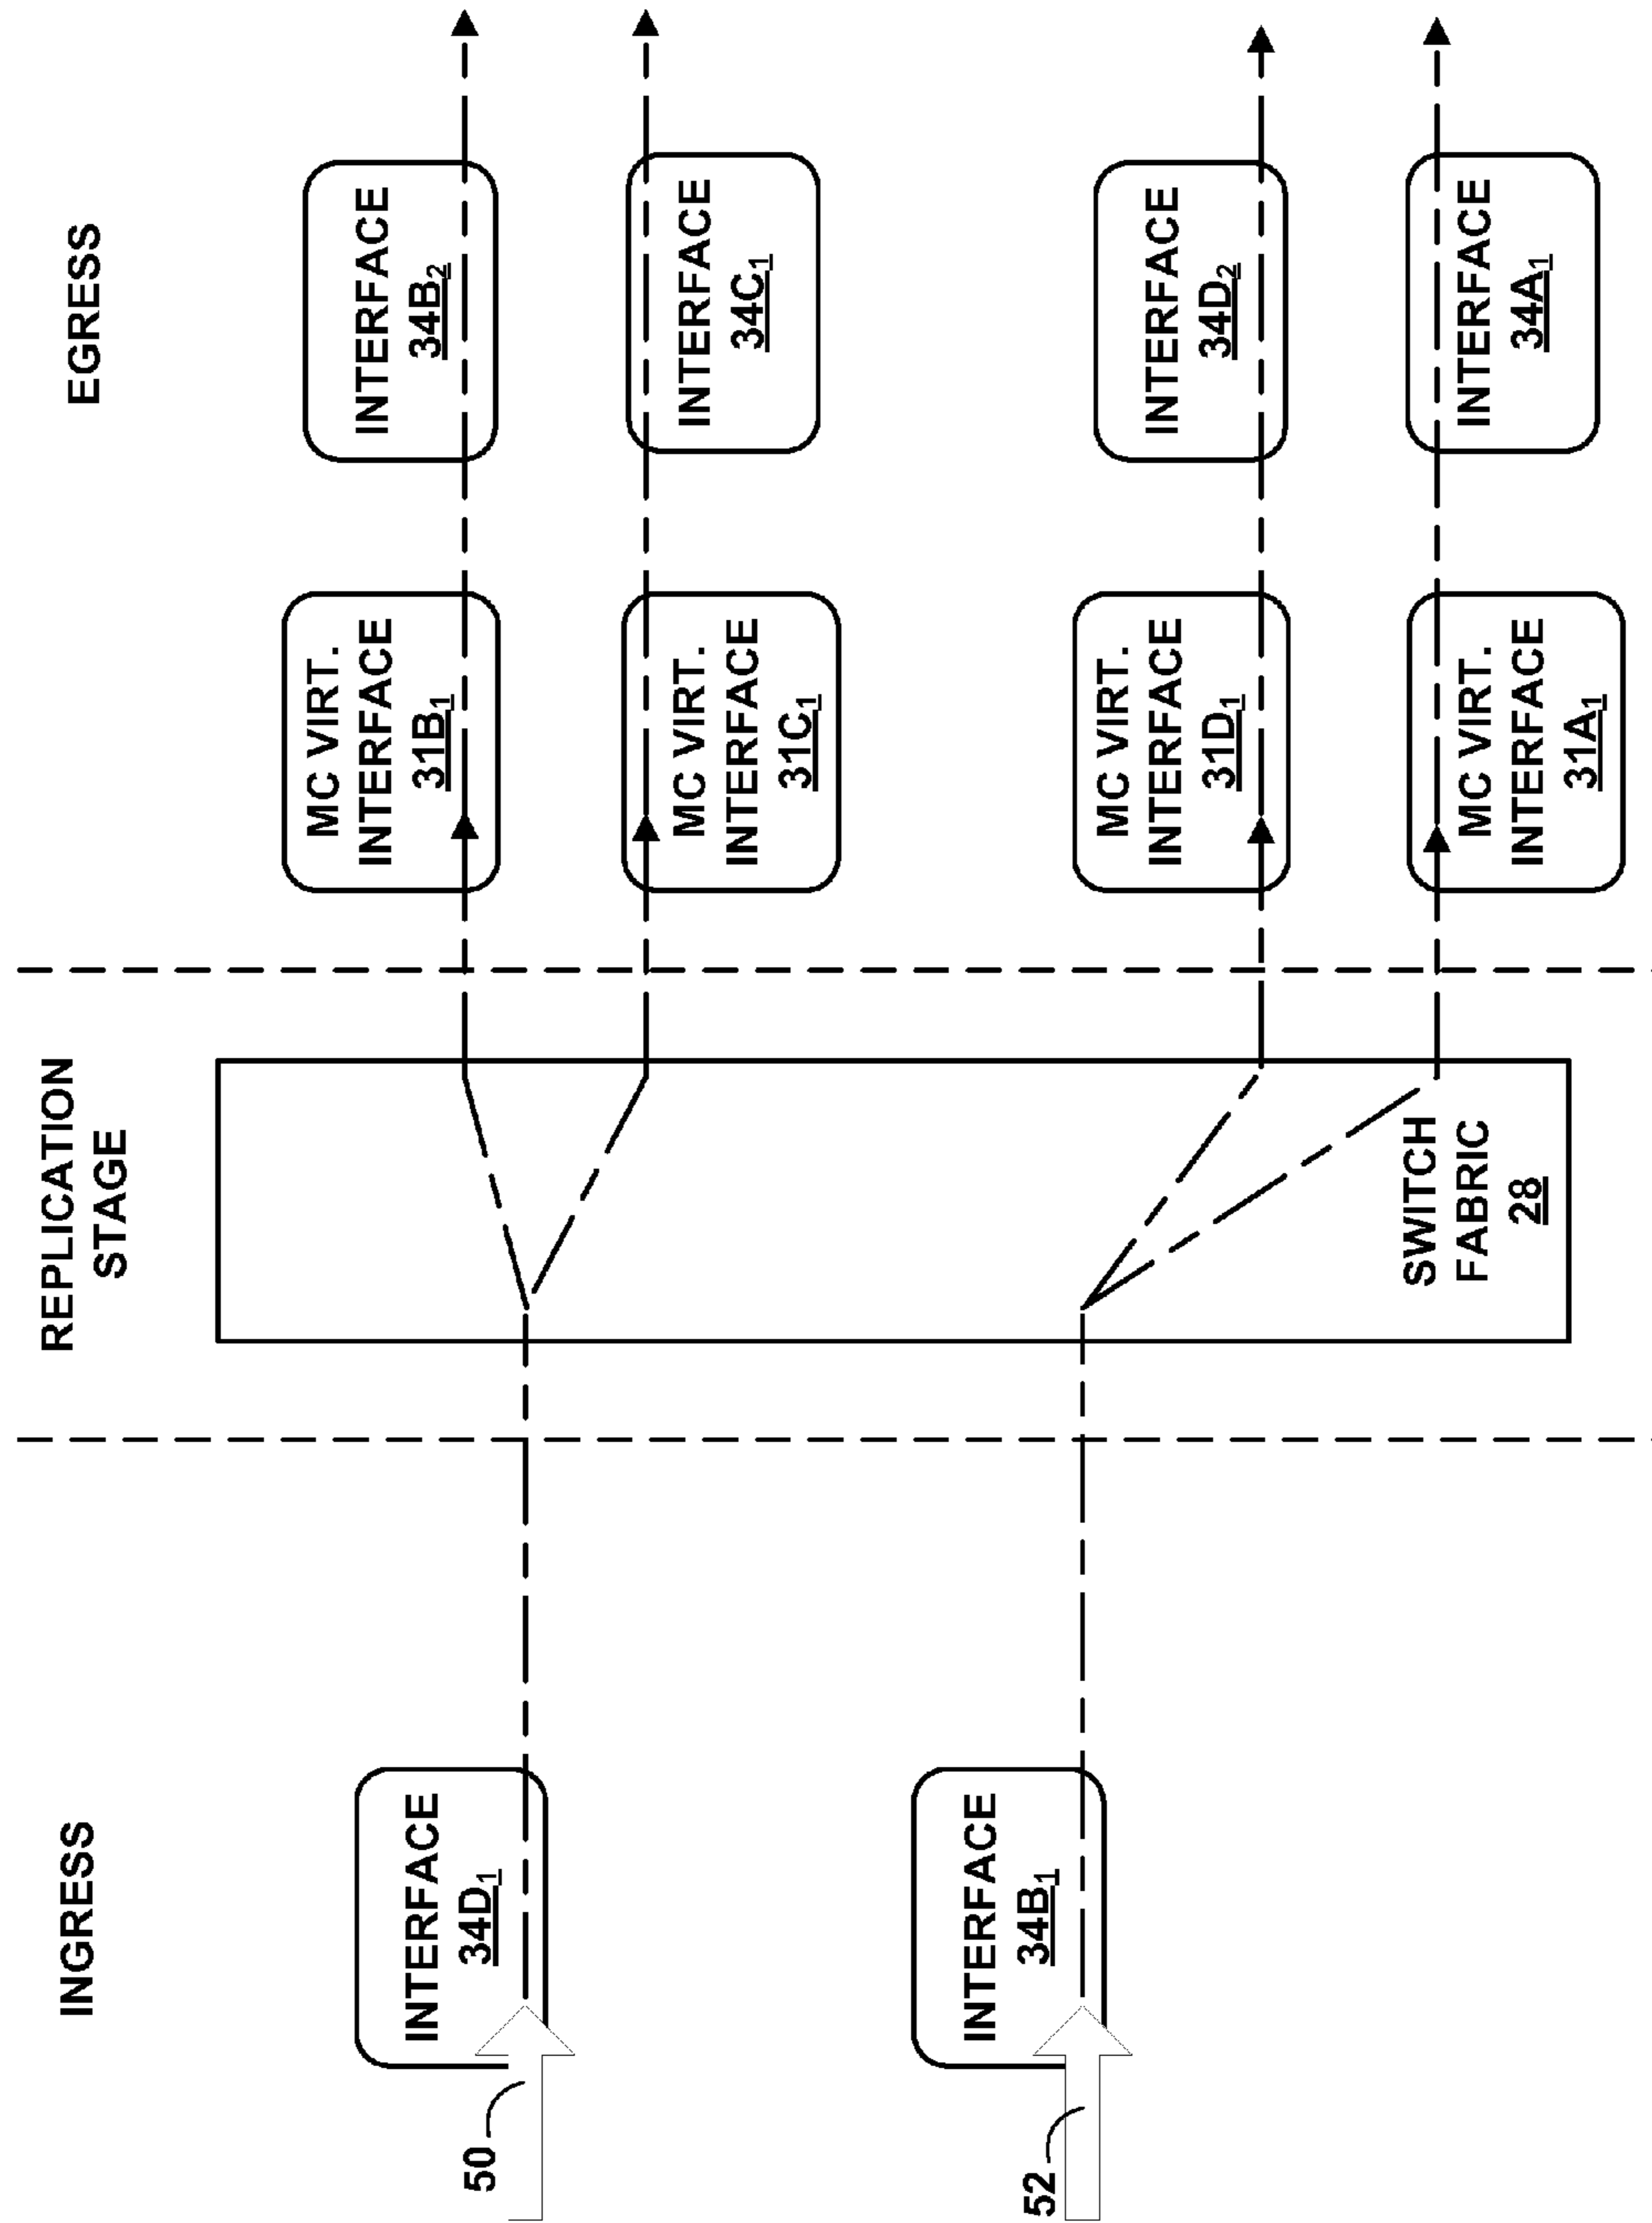 INGRESS
REPLICATION
STAGE
EGRESS
50
INTERFACE
34D1
52
INTERFACE
34B1
SWITCH
FABRIC
28
MC VIRT.
INTERFACE
31B1
INTERFACE
34B2
MC VIRT.
INTERFACE
31C1
INTERFACE
34C1
MC VIRT.
INTERFACE
31D1
INTERFACE
34D2
MC VIRT.
INTERFACE
31A1
INTERFACE
34A1